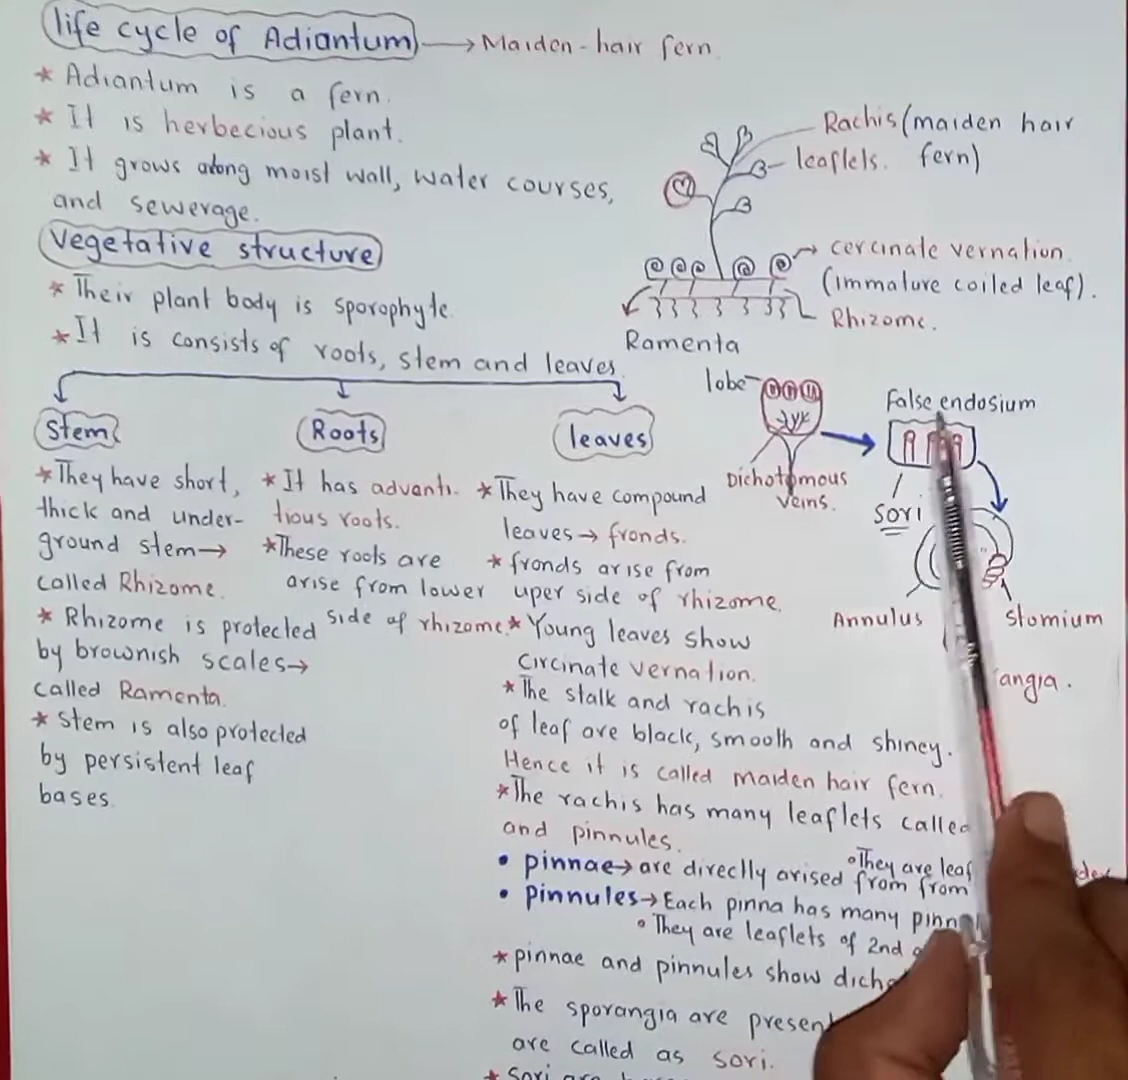 life cycle of Adiantum → Maiden-hair fern.
* Adiantum is a fern.
* It is herbecious plant.
* It grows along moist wall, water courses,
and sewerage.
Vegetative structure
* Their plant body is sporophyte.
* It is consists of roots, stem and leaves.
Rachis (maiden hair
fern)
leaflets.
cercinate vernation.
(immature coiled leaf).
Rhizome.
Ramenta
lobe
Dichotomous
veins.
False endosium
Sori
Annulus
Stomium
angia.
Stem
* They have short,
thick and under-
ground stem →
called Rhizome.
* Rhizome is protected
by brownish scales →
called Ramenta.
* Stem is also protected
by persistent leaf
bases.
Roots
* It has advanti-
tious roots.
* These roots are
arise from lower
side of rhizome.
leaves
* They have compound
leaves → fronds.
* fronds arise from
uper side of rhizome.
* Young leaves show
Circinate vernation.
* The stalk and rachis
of leaf are black, smooth and shiney.
Hence it is called maiden hair fern.
* The rachis has many leaflets called
and pinnules.
• pinnae → are directly arised from from
° They are leaf
• pinnules → Each pinna has many pinn
° They are leaflets of 2nd
* pinnae and pinnules show dicho
* The sporangia are present
are called as sori.
* Sori are